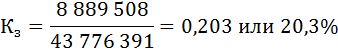 Кз = 8 889 508 / 43 776 391 = 0,203 или 20,3%